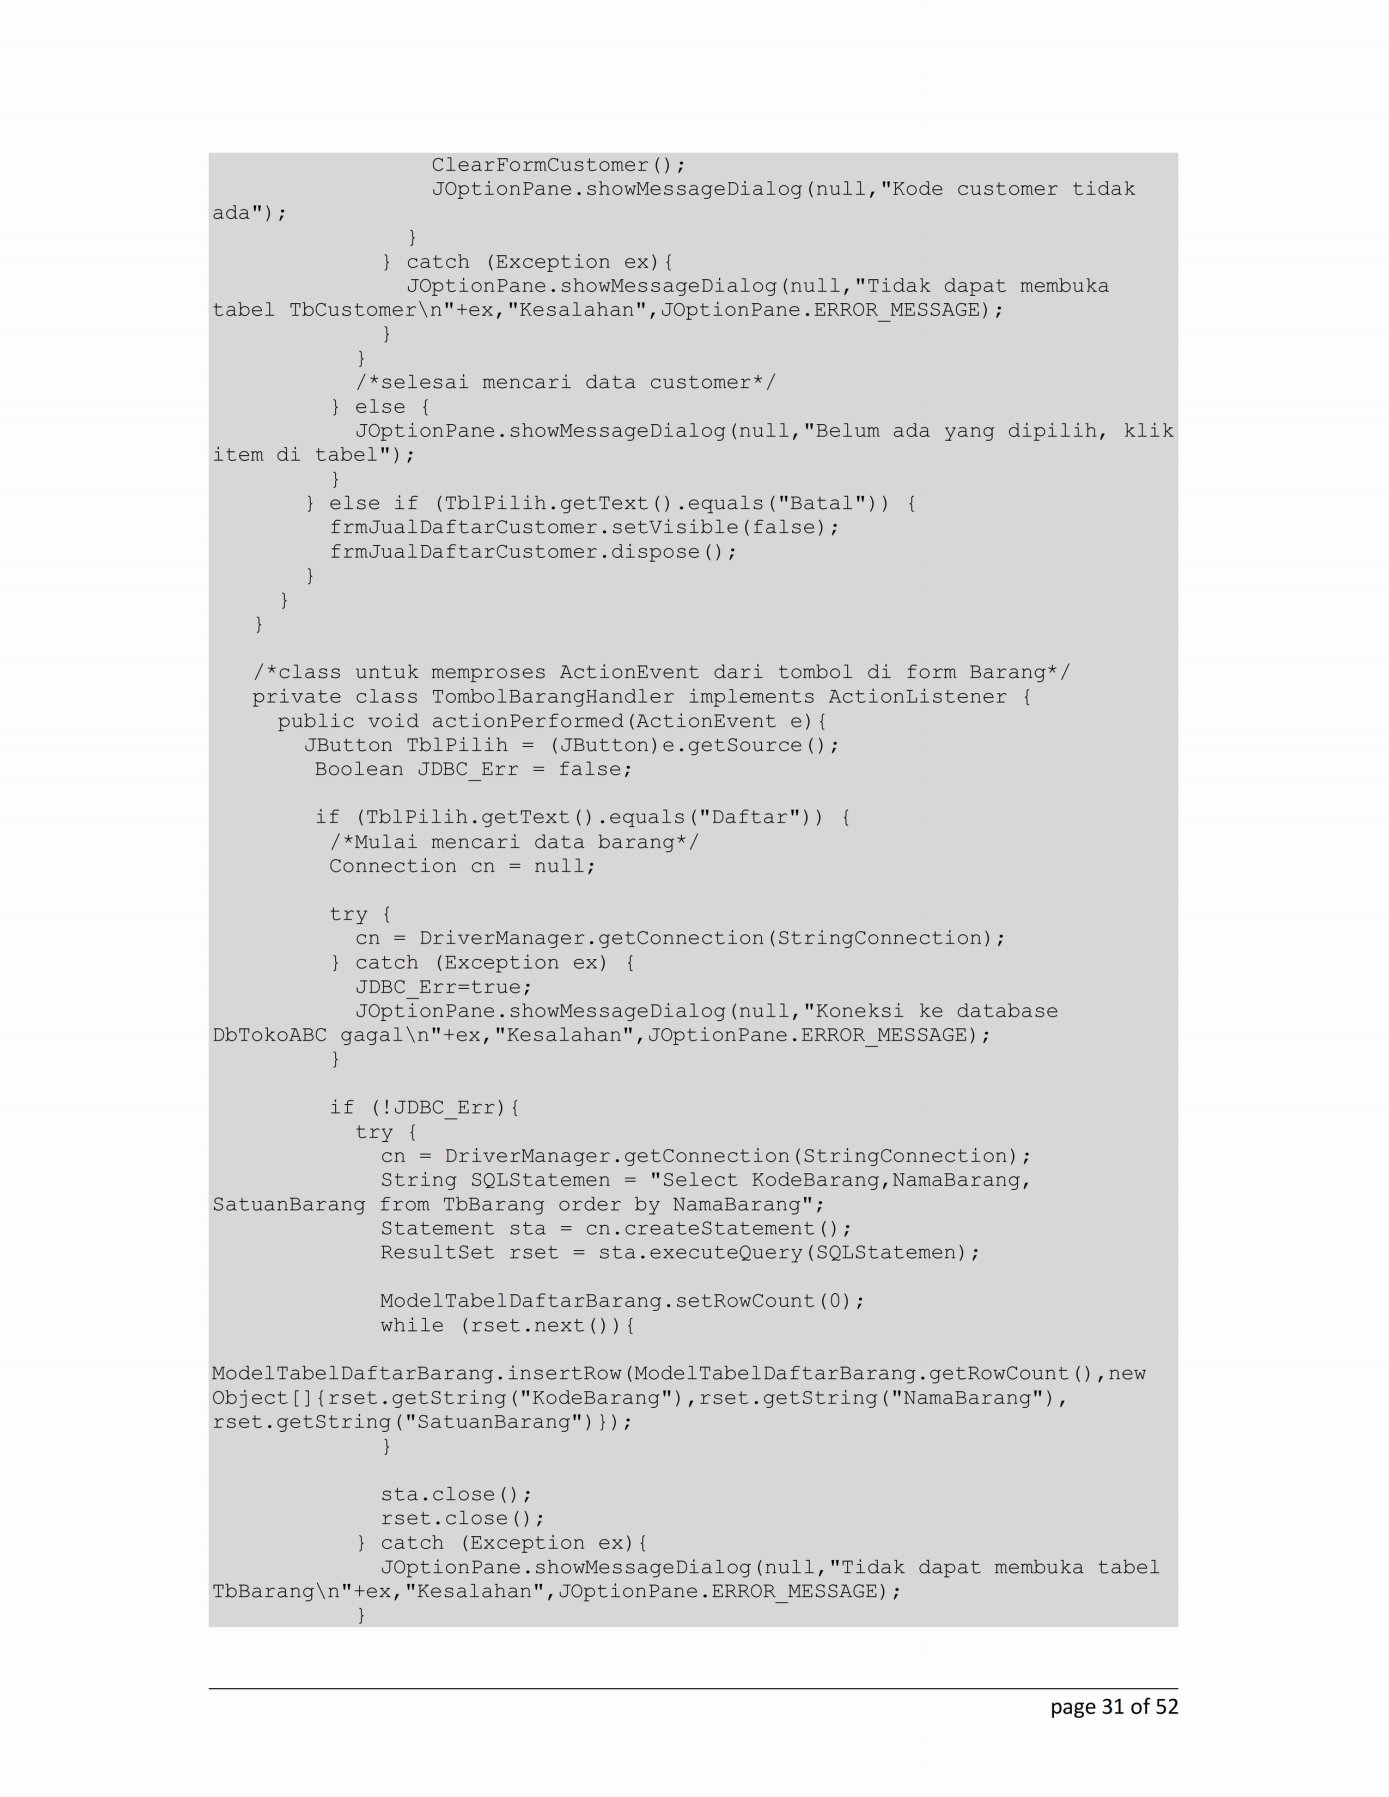 ClearFormCustomer();
JOptionPane.showMessageDialog(null,"Kode customer tidak
ada");
}
} catch (Exception ex){
JOptionPane.showMessageDialog(null,"Tidak dapat membuka
tabel TbCustomer\n"+ex,"Kesalahan",JOptionPane.ERROR_MESSAGE);
}
}
/*selesai mencari data customer*/
} else {
JOptionPane.showMessageDialog(null,"Belum ada yang dipilih, klik
item di tabel");
}
} else if (TblPilih.getText().equals("Batal")) {
frmJualDaftarCustomer.setVisible(false);
frmJualDaftarCustomer.dispose();
}
}
}
/*class untuk memproses ActionEvent dari tombol di form Barang*/
private class TombolBarangHandler implements ActionListener {
public void actionPerformed(ActionEvent e){
JButton TblPilih = (JButton)e.getSource();
Boolean JDBC_Err = false;
if (TblPilih.getText().equals("Daftar")) {
/*Mulai mencari data barang*/
Connection cn = null;
try {
cn = DriverManager.getConnection(StringConnection);
} catch (Exception ex) {
JDBC_Err=true;
JOptionPane.showMessageDialog(null,"Koneksi ke database
DbTokoABC gagal\n"+ex,"Kesalahan",JOptionPane.ERROR_MESSAGE);
}
if (!JDBC_Err){
try {
cn = DriverManager.getConnection(StringConnection);
String SQLStatemen = "Select KodeBarang,NamaBarang,
SatuanBarang from TbBarang order by NamaBarang";
Statement sta = cn.createStatement();
ResultSet rset = sta.executeQuery(SQLStatemen);
ModelTabelDaftarBarang.setRowCount(0);
while (rset.next()){
ModelTabelDaftarBarang.insertRow(ModelTabelDaftarBarang.getRowCount(),new
Object[]{rset.getString("KodeBarang"),rset.getString("NamaBarang"),
rset.getString("SatuanBarang")});
}
sta.close();
rset.close();
} catch (Exception ex){
JOptionPane.showMessageDialog(null,"Tidak dapat membuka tabel
TbBarang\n"+ex,"Kesalahan",JOptionPane.ERROR_MESSAGE);
}
page 31 of 52